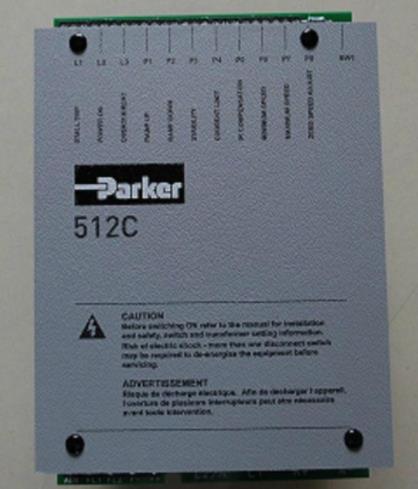 L1 L2 L3 P1 P2 P3 P4 P5 P6 P7 P8 SW1
STALL TRIP
POWER ON
OVERCURRENT
RAMP UP
RAMP DOWN
STABILITY
CURRENT LIMIT
IR COMPENSATION
MINIMUM SPEED
MAXIMUM SPEED
ZERO SPEED ADJUST
Parker
512C
CAUTION
Before switching ON refer to the manual for installation
and safety, switch and transformer setting information.
Risk of electric shock - more than one disconnect switch
may be required to de-energise the equipment before
servicing.
ADVERTISSEMENT
Risque de décharge électrique. Afin de décharger l appareil,
l ouverture de plusieurs interrupteurs peut être nécessaire
avant toute intervention.